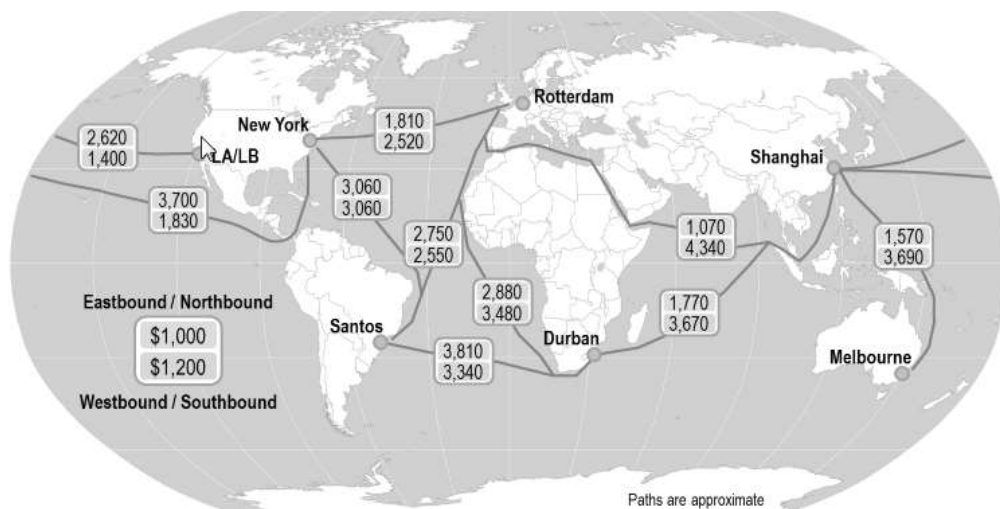 Rotterdam
New York
1,810
2,520
2,620
1,400
LA/LB
Shanghai
3,700
1,830
3,060
3,060
2,750
2,550
1,070
4,340
1,570
3,690
Eastbound / Northbound
$1,000
$1,200
Westbound / Southbound
2,880
3,480
1,770
3,670
Santos
Durban
3,810
3,340
Melbourne
Paths are approximate